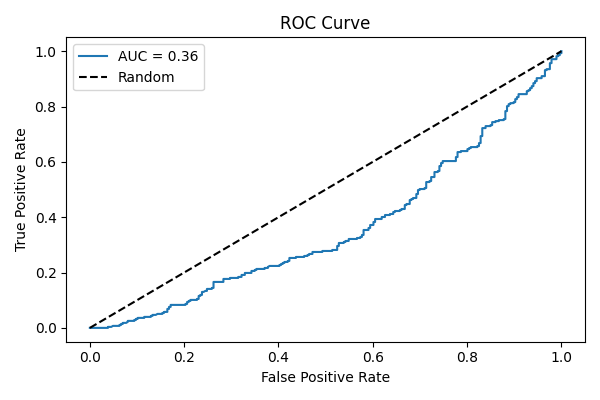 ROC Curve
AUC = 0.36
Random
True Positive Rate
1.0
0.8
0.6
0.4
0.2
0.0
0.0 0.2 0.4 0.6 0.8 1.0
False Positive Rate